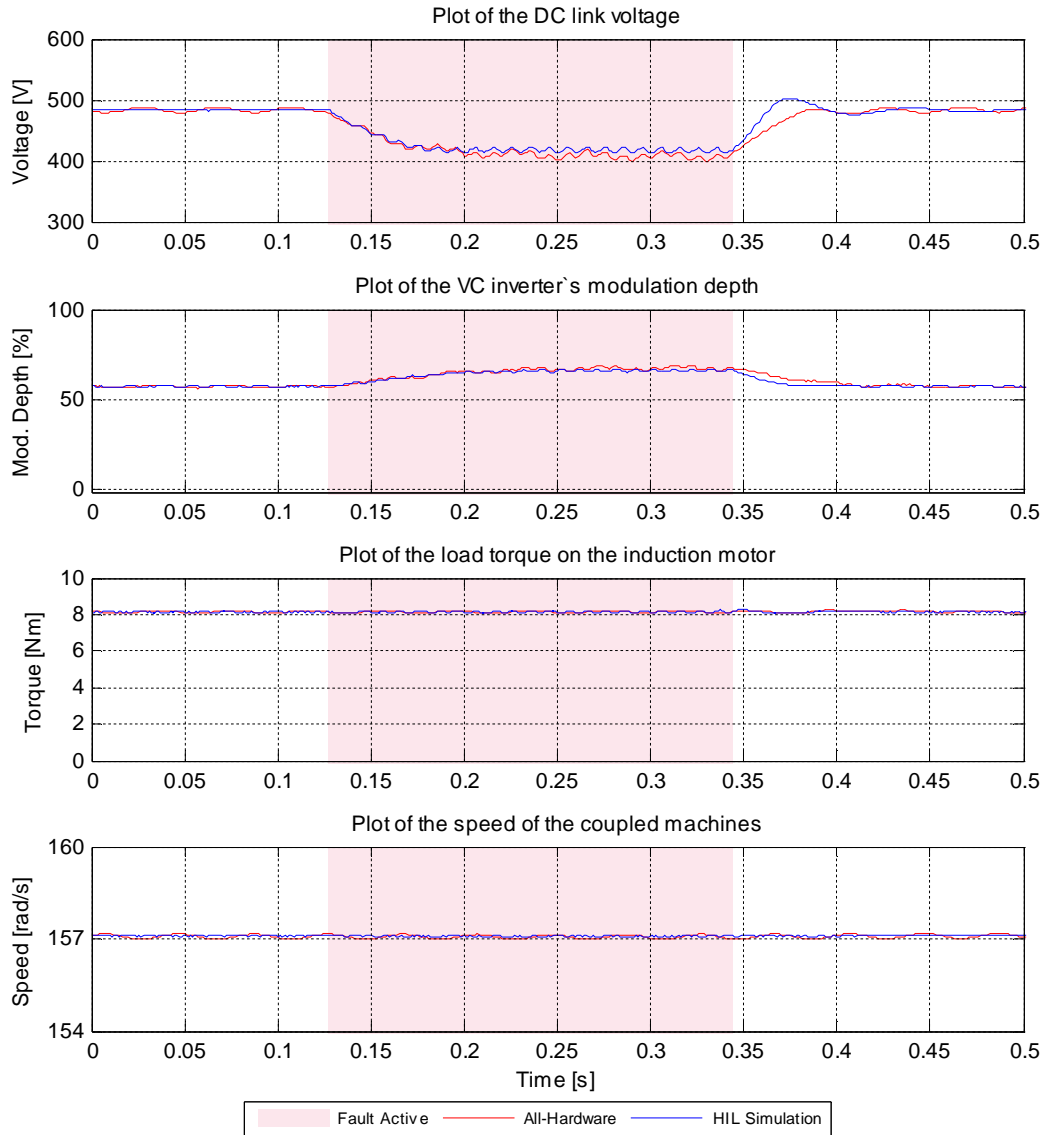 Plot of the DC link voltage
600
500
400
300
Voltage [V]
0 0.05 0.1 0.15 0.2 0.25 0.3 0.35 0.4 0.45 0.5
Plot of the VC inverter`s modulation depth
100
50
0
Mod. Depth [%]
0 0.05 0.1 0.15 0.2 0.25 0.3 0.35 0.4 0.45 0.5
Plot of the load torque on the induction motor
10
8
6
4
2
0
Torque [Nm]
0 0.05 0.1 0.15 0.2 0.25 0.3 0.35 0.4 0.45 0.5
Plot of the speed of the coupled machines
160
157
154
Speed [rad/s]
0 0.05 0.1 0.15 0.2 0.25 0.3 0.35 0.4 0.45 0.5
Time [s]
Fault Active All-Hardware HIL Simulation